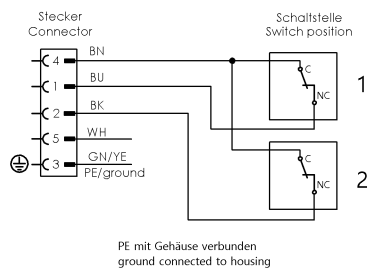 Stecker
Connector
Schaltstelle
Switch position
4 BN
1 BU
2 BK
5 WH
3 GN/YE
PE/ground
C
NC
1
C
NC
2
PE mit Gehäuse verbunden
ground connected to housing